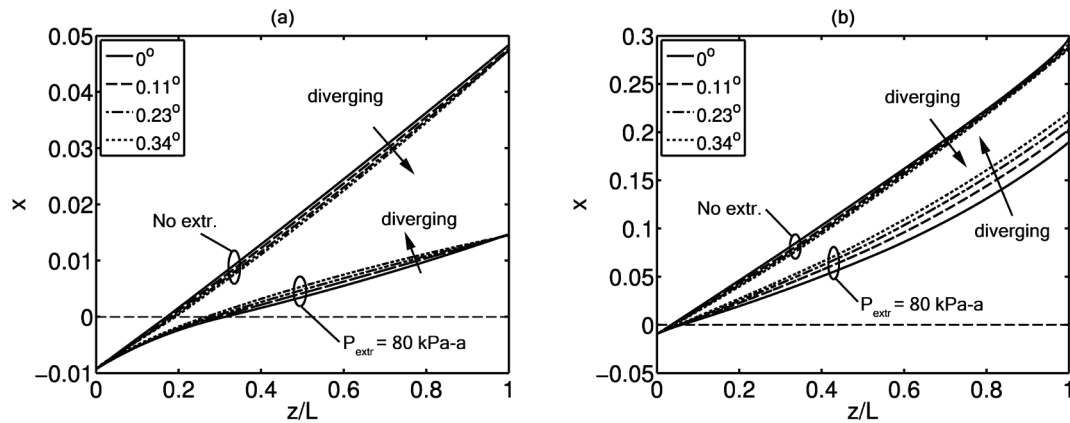 (a)
0.05
0.04
0.03
0.02
0.01
0
−0.01
x
0°
0.11°
0.23°
0.34°
diverging
No extr.
diverging
P_extr = 80 kPa-a
0 0.2 0.4 0.6 0.8 1
z/L
(b)
0.3
0.25
0.2
0.15
0.1
0.05
0
−0.05
x
0°
0.11°
0.23°
0.34°
diverging
No extr.
diverging
P_extr = 80 kPa-a
0 0.2 0.4 0.6 0.8 1
z/L